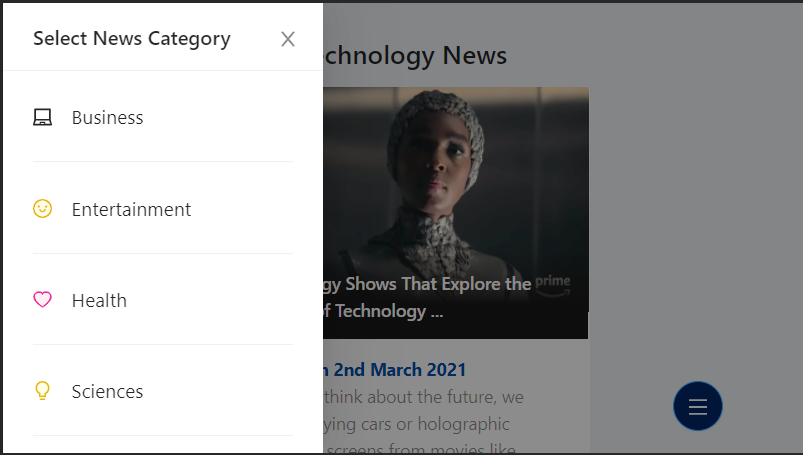 Select News Category
Business
Entertainment
Health
Sciences
chnology News
gy Shows That Explore the
prime
of Technology ...
n 2nd March 2021
think about the future, we
ying cars or holographic
screens from movies like